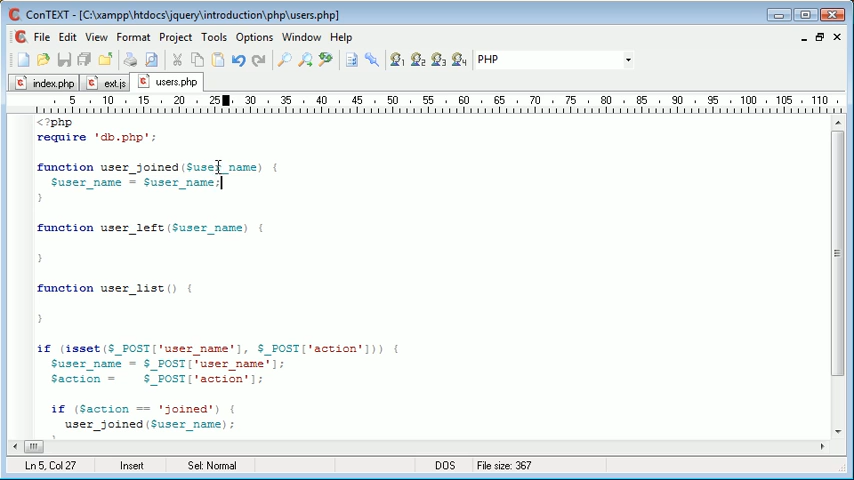 ConTEXT - [C:\xampp\htdocs\jquery\introduction\php\users.php]
File Edit View Format Project Tools Options Window Help
1 2 3 4 PHP
index.php ext.js users.php
5 10 15 20 25 30 35 40 45 50 55 60 65 70 75 80 85 90 95 100 105 110
<?php
require 'db.php';
function user_joined($user_name) {
$user_name = $user_name;
}
function user_left($user_name) {
}
function user_list() {
}
if (isset($_POST['user_name'], $_POST['action'])) {
$user_name = $_POST['user_name'];
$action = $_POST['action'];
if ($action == 'joined') {
user_joined($user_name);
Ln 5, Col 27 Insert Sel: Normal DOS File size: 367